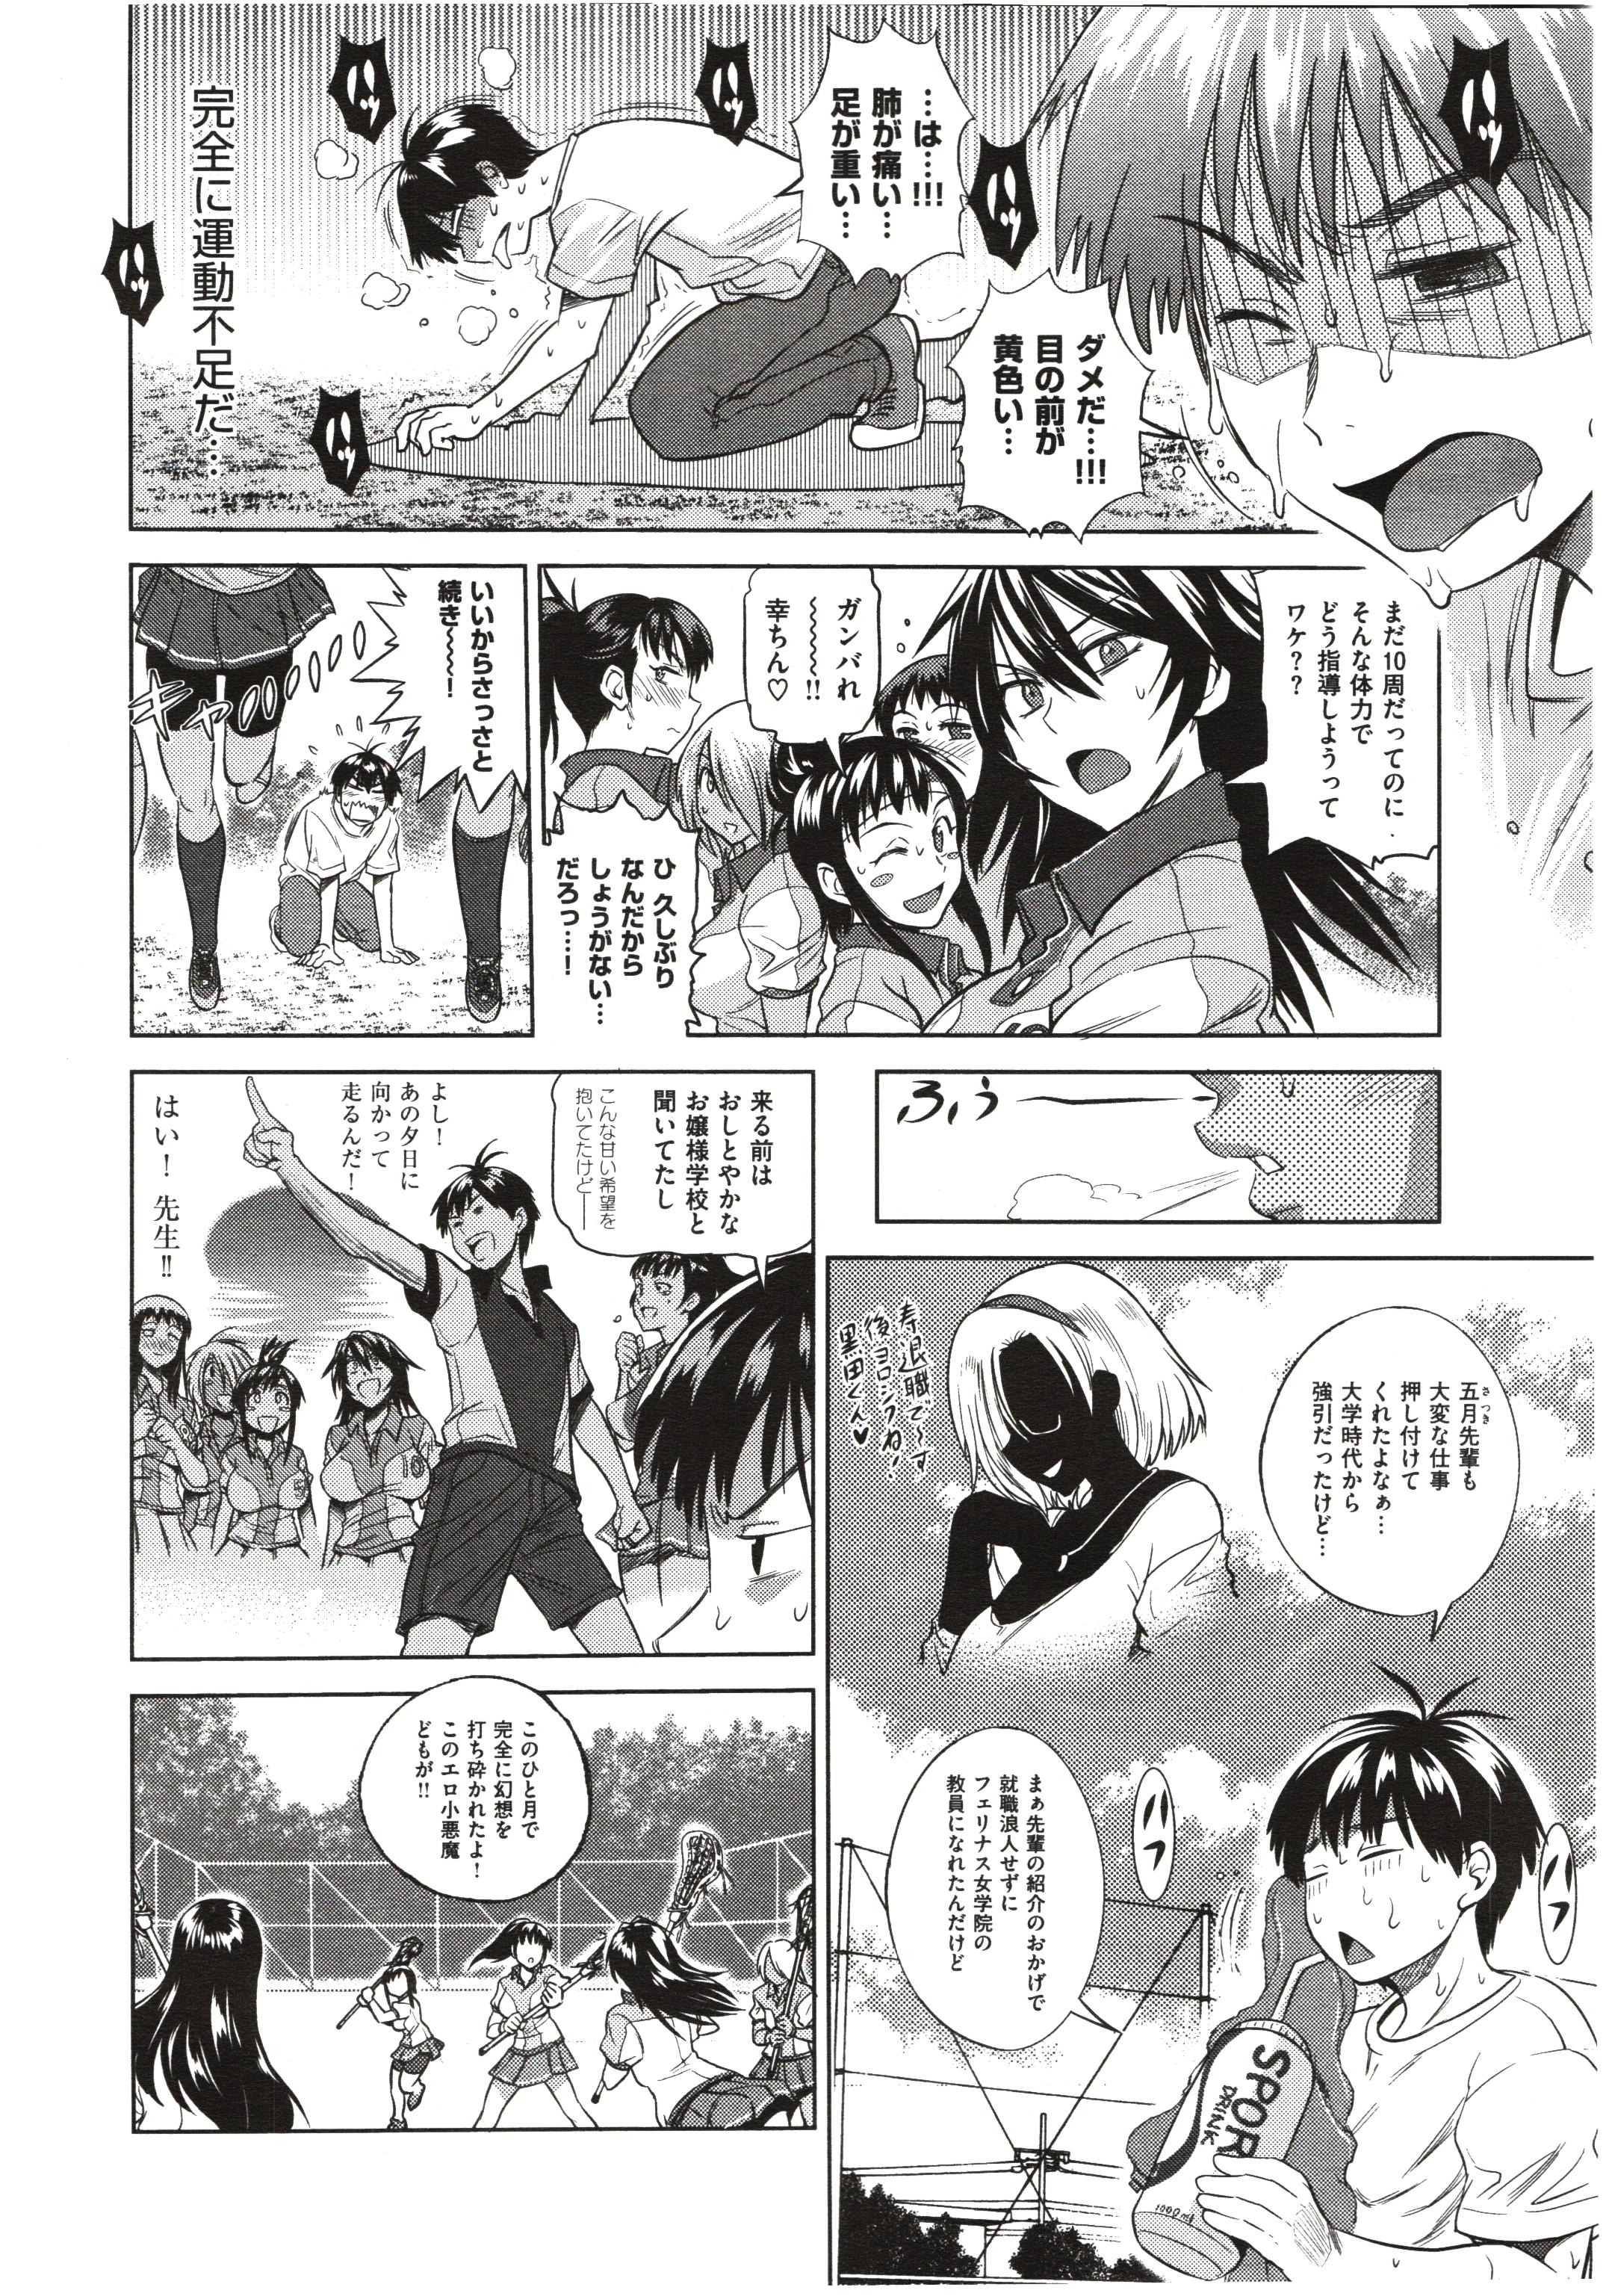 …は…!!!
肺が痛い…
足が重い…
ダメだ…!!!
目の前が
黄色い…
完全に運動不足だ……
まだ10周だってのに
そんな体力で
どう指導しようって
ワケ??
ガンバれ
〜〜〜〜!!
幸ちん♡
ひ 久しぶり
なんだから
しょうがない…
だろっ…!
いいからさっさと
続き〜〜〜!
ギャーーーーー
ふぅー
五月先輩も
さつき
大変な仕事
押し付けて
くれたよなぁ…
大学時代から
強引だったけど…
寿退職で〜す
後ヨロシクね!
黒田くん♥
まぁ先輩の紹介のおかげで
就職浪人せずに
フェリナス女学院の
教員になれたんだけど
SPOR
DRINK
1000ml
来る前は
おしとやかな
お嬢様学校と
聞いてたし
こんな甘い希望を
抱いてたけど――
よし!
あの夕日に
向かって
走るんだ!
はい! 先生!!
10
このひと月で
完全に幻想を
打ち砕かれたよ!
このエロ小悪魔
どもが!!